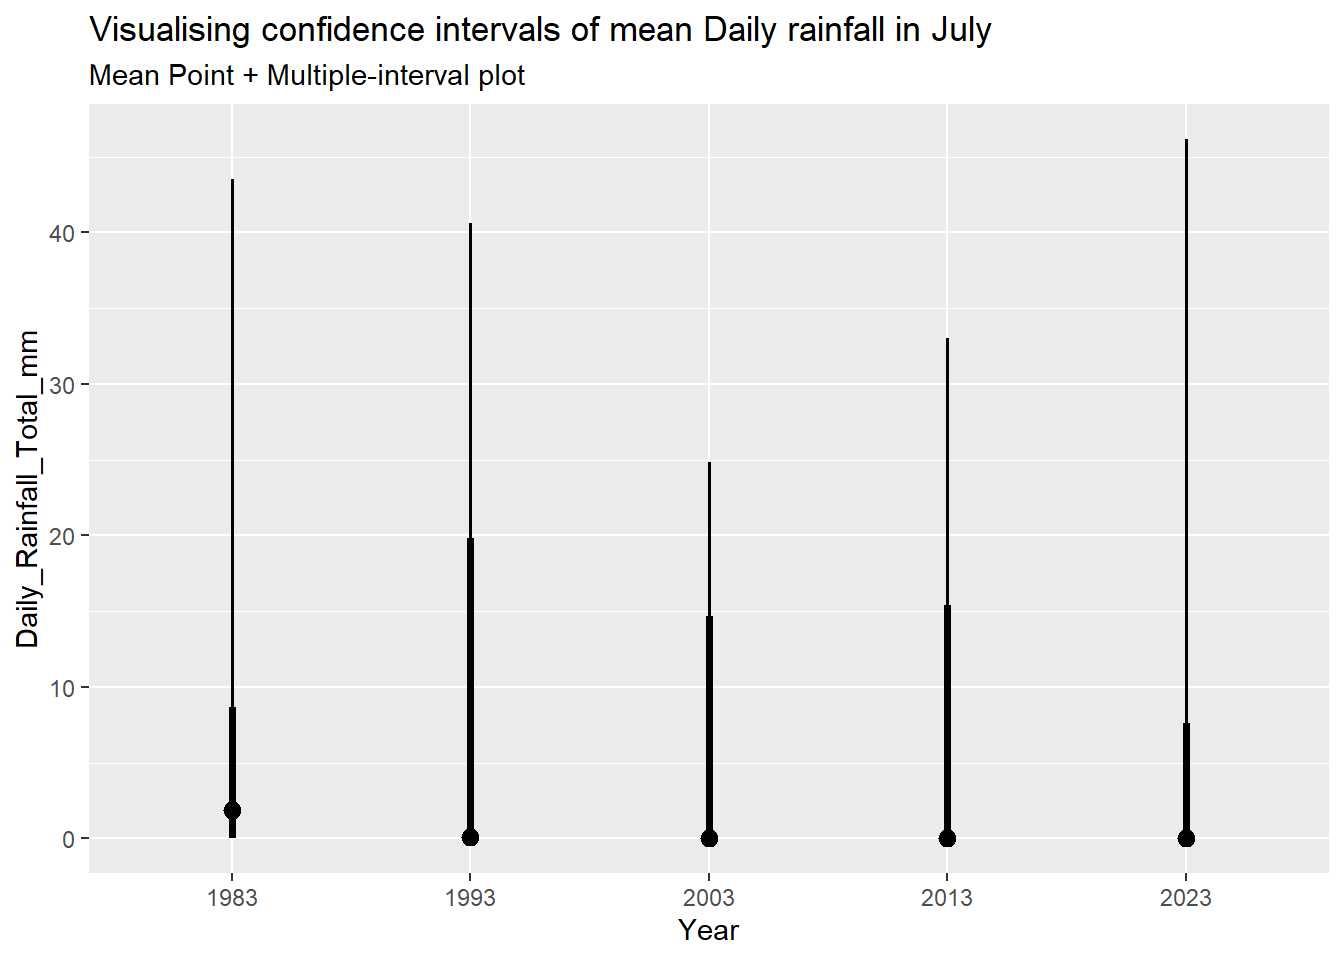 Visualising confidence intervals of mean Daily rainfall in July
Mean Point + Multiple-interval plot
Daily_Rainfall_Total_mm
40
30
20
10
0
1983 1993 2003 2013 2023
Year